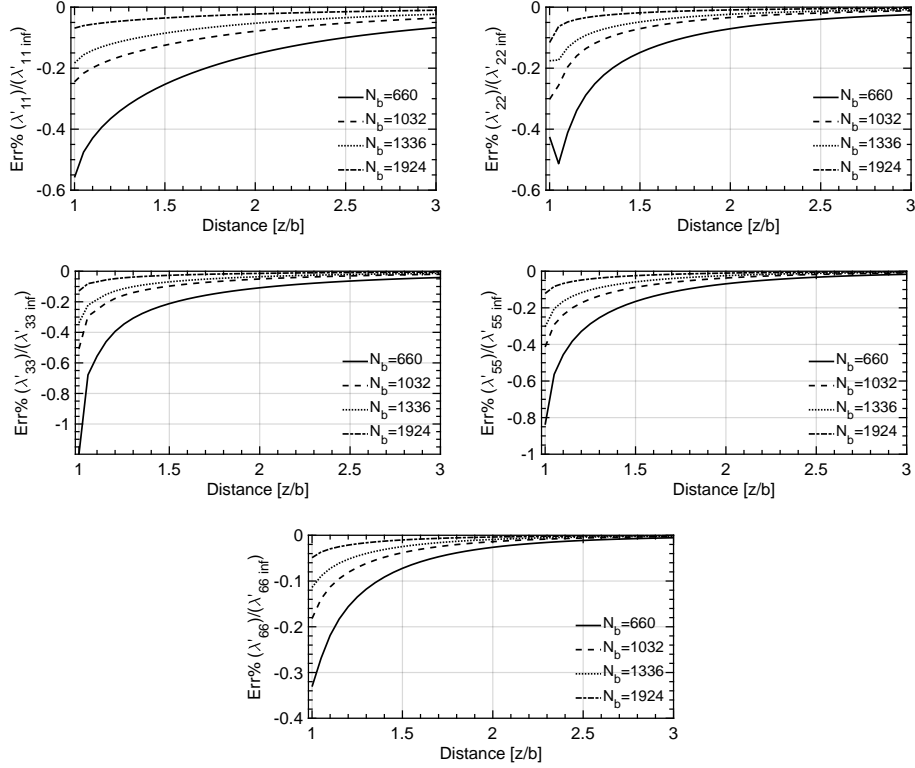 0
-0.2
-0.4
-0.6
1 1.5 2 2.5 3
Distance [z/b]
Err% (λ'11)/(λ'11 inf)
N_b=660
N_b=1032
N_b=1336
N_b=1924
0
-0.2
-0.4
-0.6
1 1.5 2 2.5 3
Distance [z/b]
Err% (λ'22)/(λ'22 inf)
N_b=660
N_b=1032
N_b=1336
N_b=1924
0
-0.2
-0.4
-0.6
-0.8
-1
1 1.5 2 2.5 3
Distance [z/b]
Err% (λ'33)/(λ'33 inf)
N_b=660
N_b=1032
N_b=1336
N_b=1924
0
-0.2
-0.4
-0.6
-0.8
-1
1 1.5 2 2.5 3
Distance [z/b]
Err% (λ'55)/(λ'55 inf)
N_b=660
N_b=1032
N_b=1336
N_b=1924
0
-0.1
-0.2
-0.3
-0.4
1 1.5 2 2.5 3
Distance [z/b]
Err% (λ'66)/(λ'66 inf)
N_b=660
N_b=1032
N_b=1336
N_b=1924